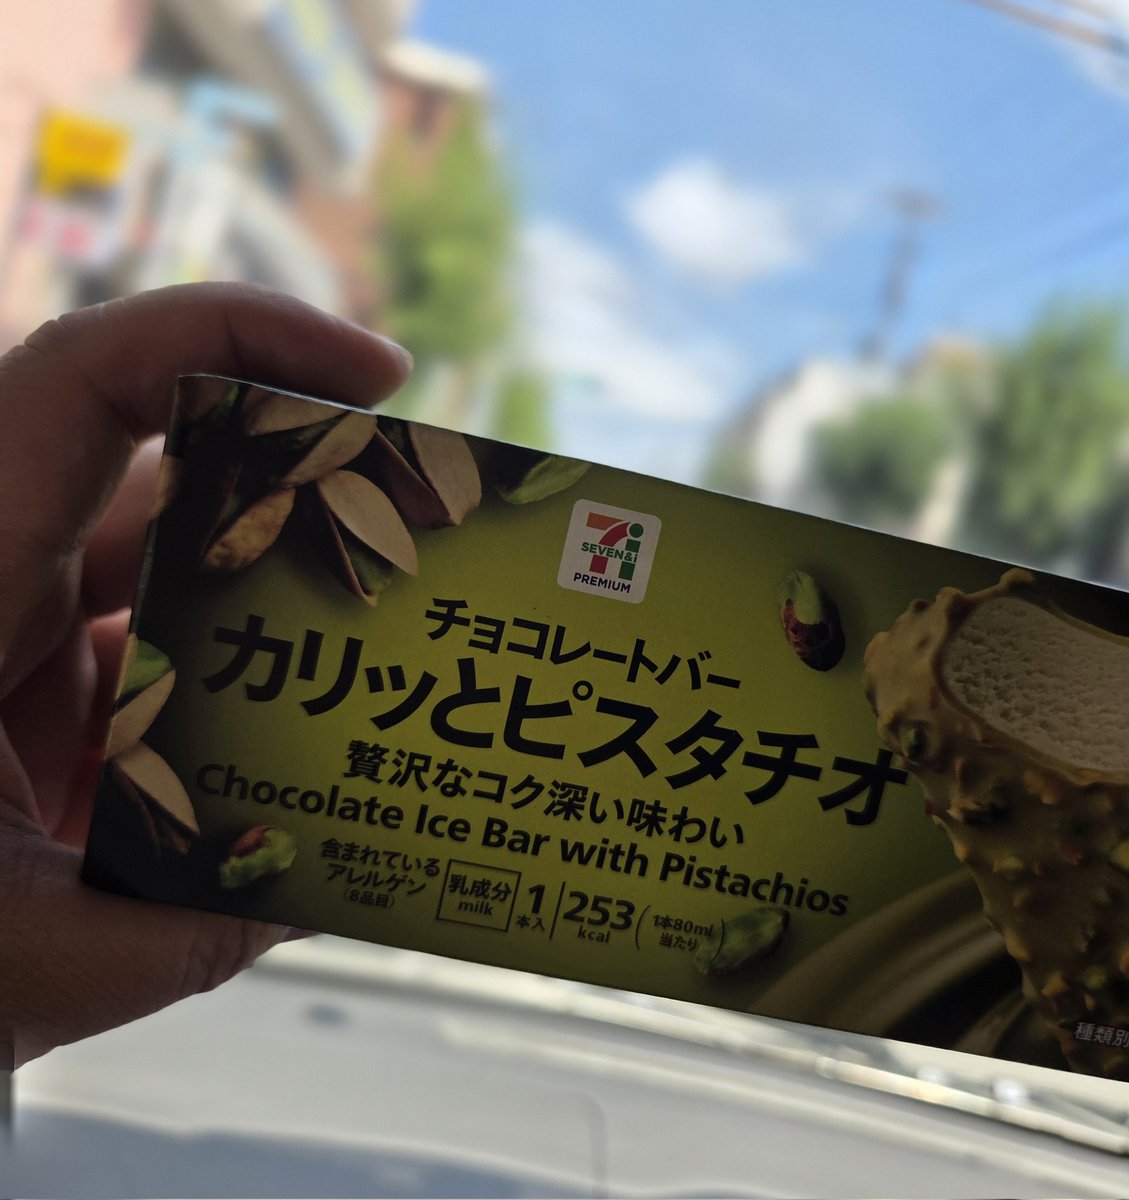 SEVEN&i
PREMIUM
チョコレートバー
カリッとピスタチオ
贅沢なコク深い味わい
Chocolate Ice Bar with Pistachios
含まれている
アレルゲン
(8品目)
乳成分
milk
1
本入
253
kcal
(1本80ml
当たり)
種類別